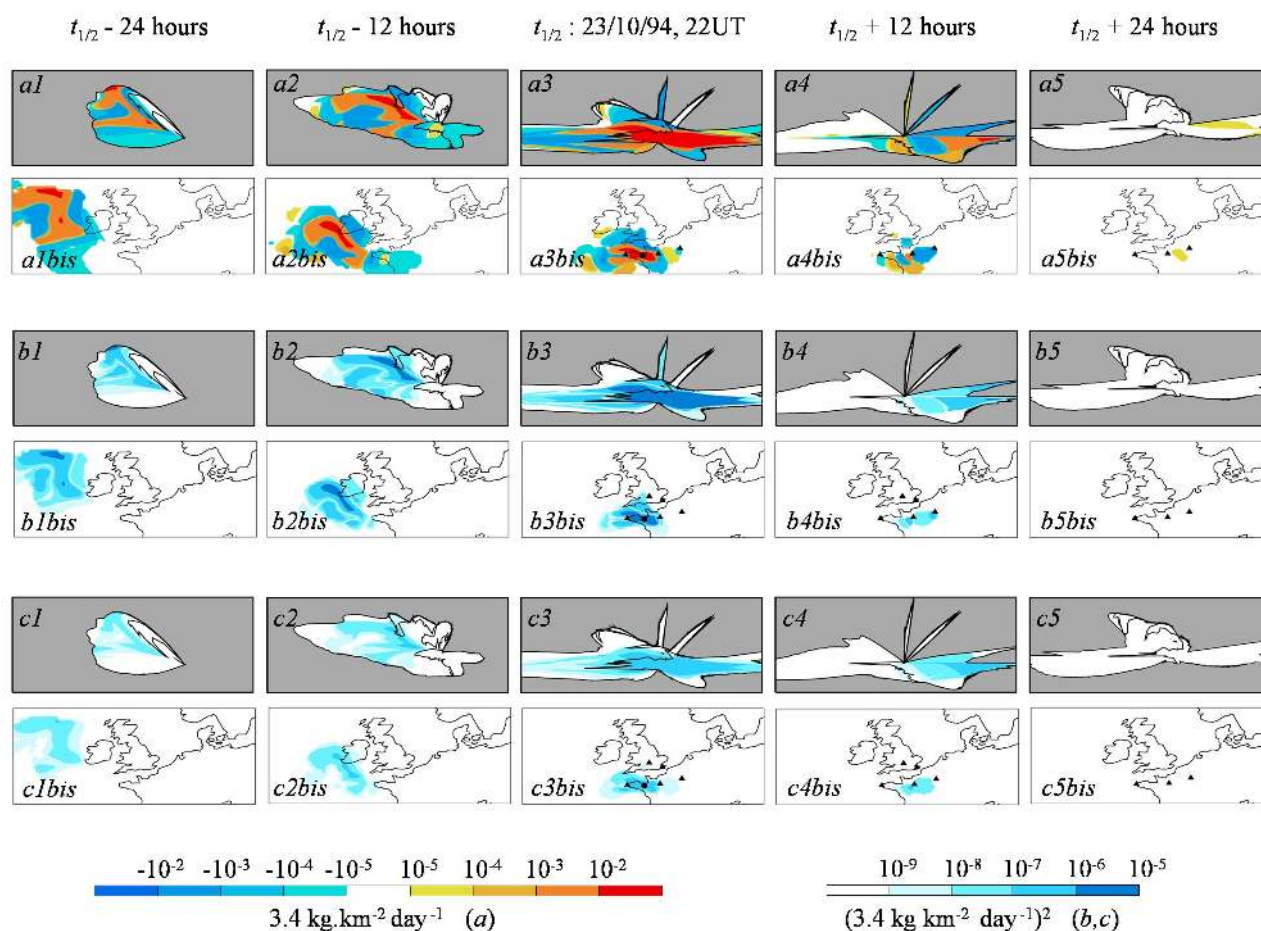 t1/2 - 24 hours t1/2 - 12 hours t1/2 : 23/10/94, 22UT t1/2 + 12 hours t1/2 + 24 hours
a1 a2 a3 a4 a5
a1bis a2bis a3bis a4bis a5bis
b1 b2 b3 b4 b5
b1bis b2bis b3bis b4bis b5bis
c1 c2 c3 c4 c5
c1bis c2bis c3bis c4bis c5bis
-10-2 -10-3 -10-4 -10-5 10-5 10-4 10-3 10-2 10-9 10-8 10-7 10-6 10-5
3.4 kg.km-2 day-1 (a) (3.4 kg km-2 day-1)2 (b,c)